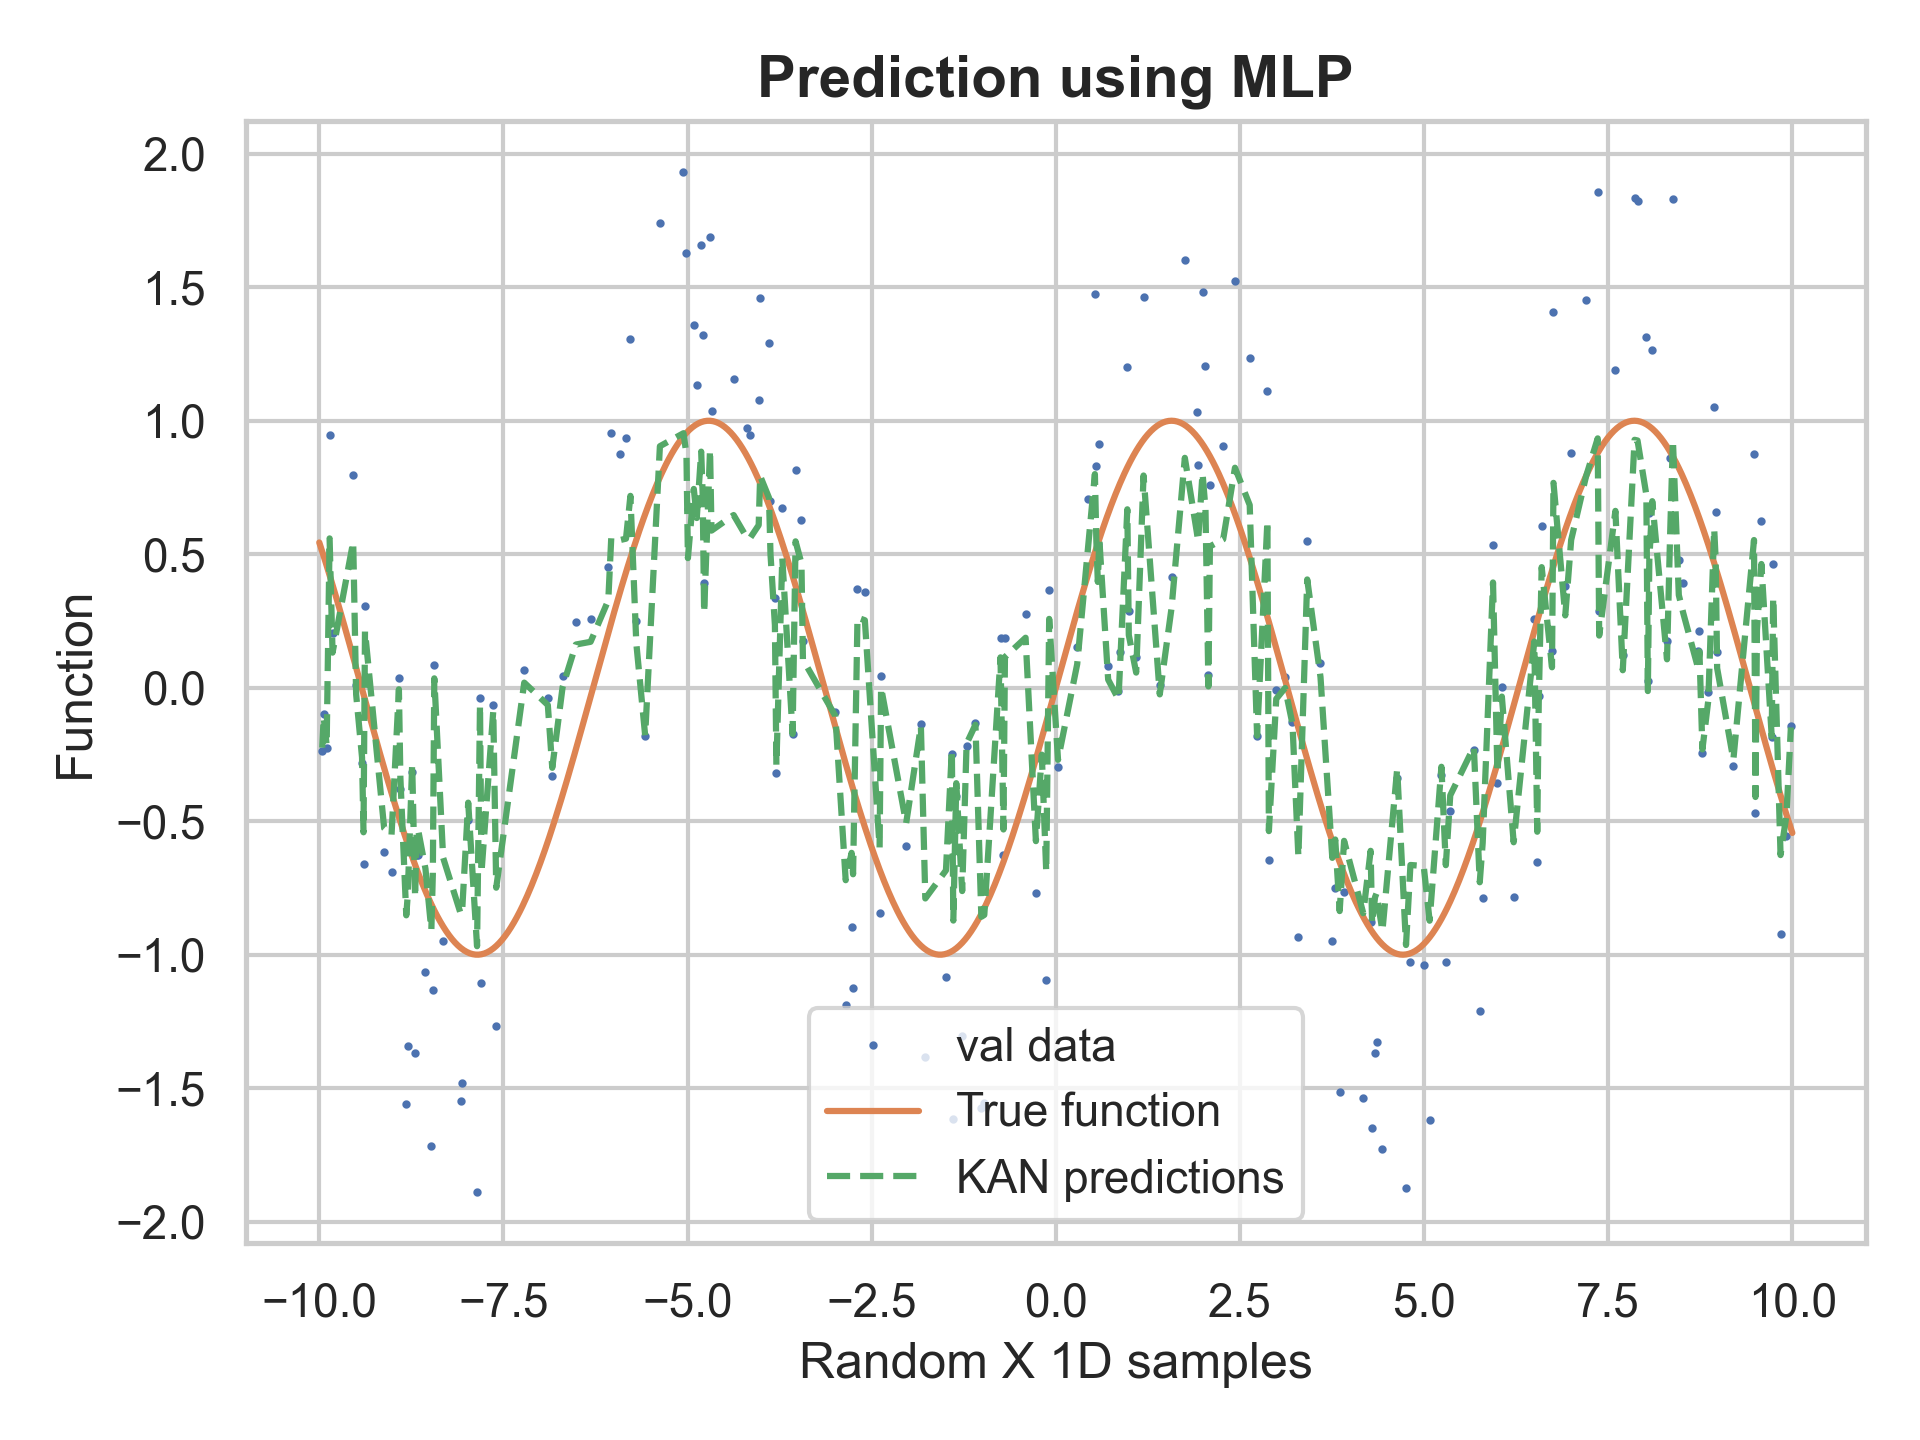 Prediction using MLP
2.0
1.5
1.0
0.5
0.0
−0.5
−1.0
−1.5
−2.0
Function
val data
True function
KAN predictions
−10.0 −7.5 −5.0 −2.5 0.0 2.5 5.0 7.5 10.0
Random X 1D samples